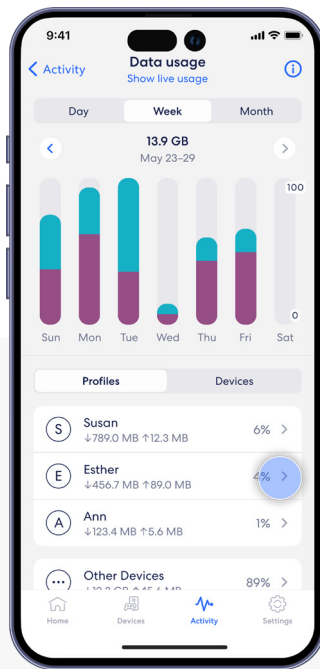 9:41
Activity
Data usage
Show live usage
Day Week Month
13.9 GB
May 23–29
100
0
Sun Mon Tue Wed Thu Fri Sat
Profiles Devices
S Susan 6%
↓789.0 MB ↑12.3 MB
E Esther 4%
↓456.7 MB ↑89.0 MB
A Ann 1%
↓123.4 MB ↑5.6 MB
Other Devices 89%
Home Devices Activity Settings